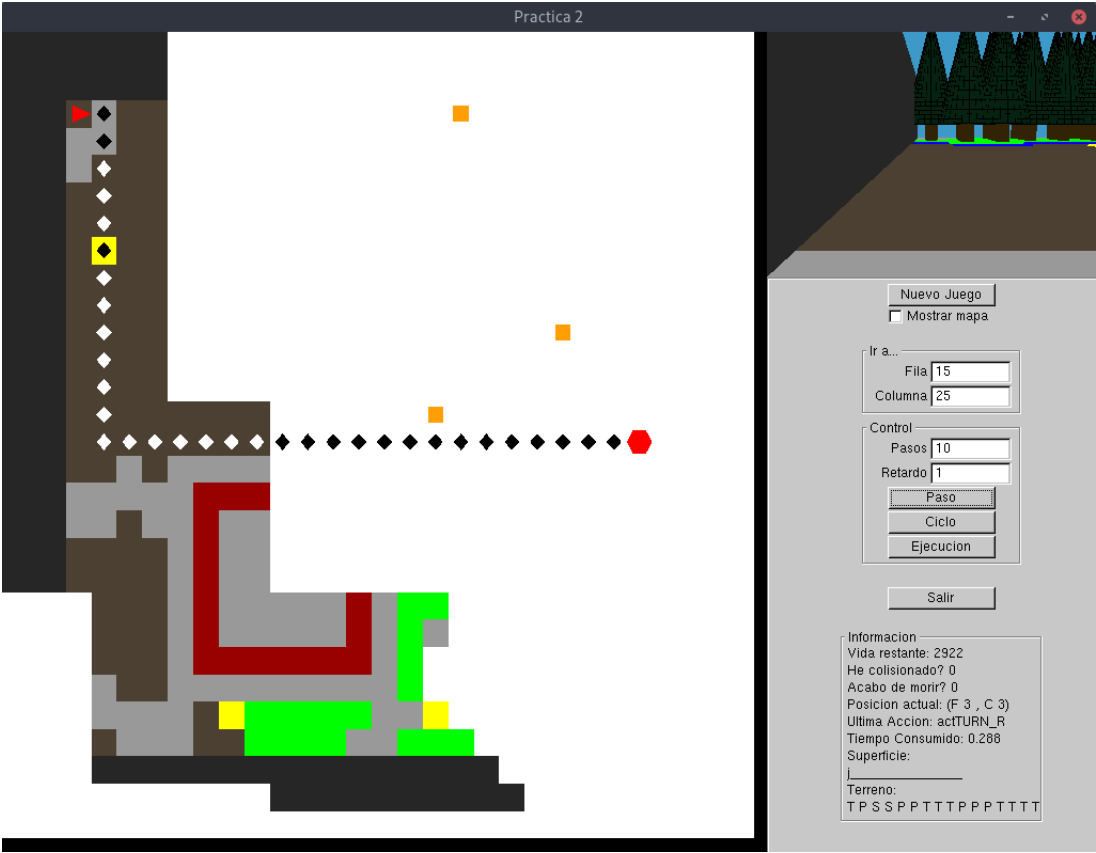 Practica 2
Nuevo Juego
Mostrar mapa
Ir a...
Fila 15
Columna 25
Control
Pasos 10
Retardo 1
Paso
Ciclo
Ejecucion
Salir
Informacion
Vida restante: 2922
He colisionado? 0
Acabo de morir? 0
Posicion actual: (F 3 , C 3)
Ultima Accion: actTURN_R
Tiempo Consumido: 0.288
Superficie:
j_______________
Terreno:
T P S S P P T T T P P P T T T T